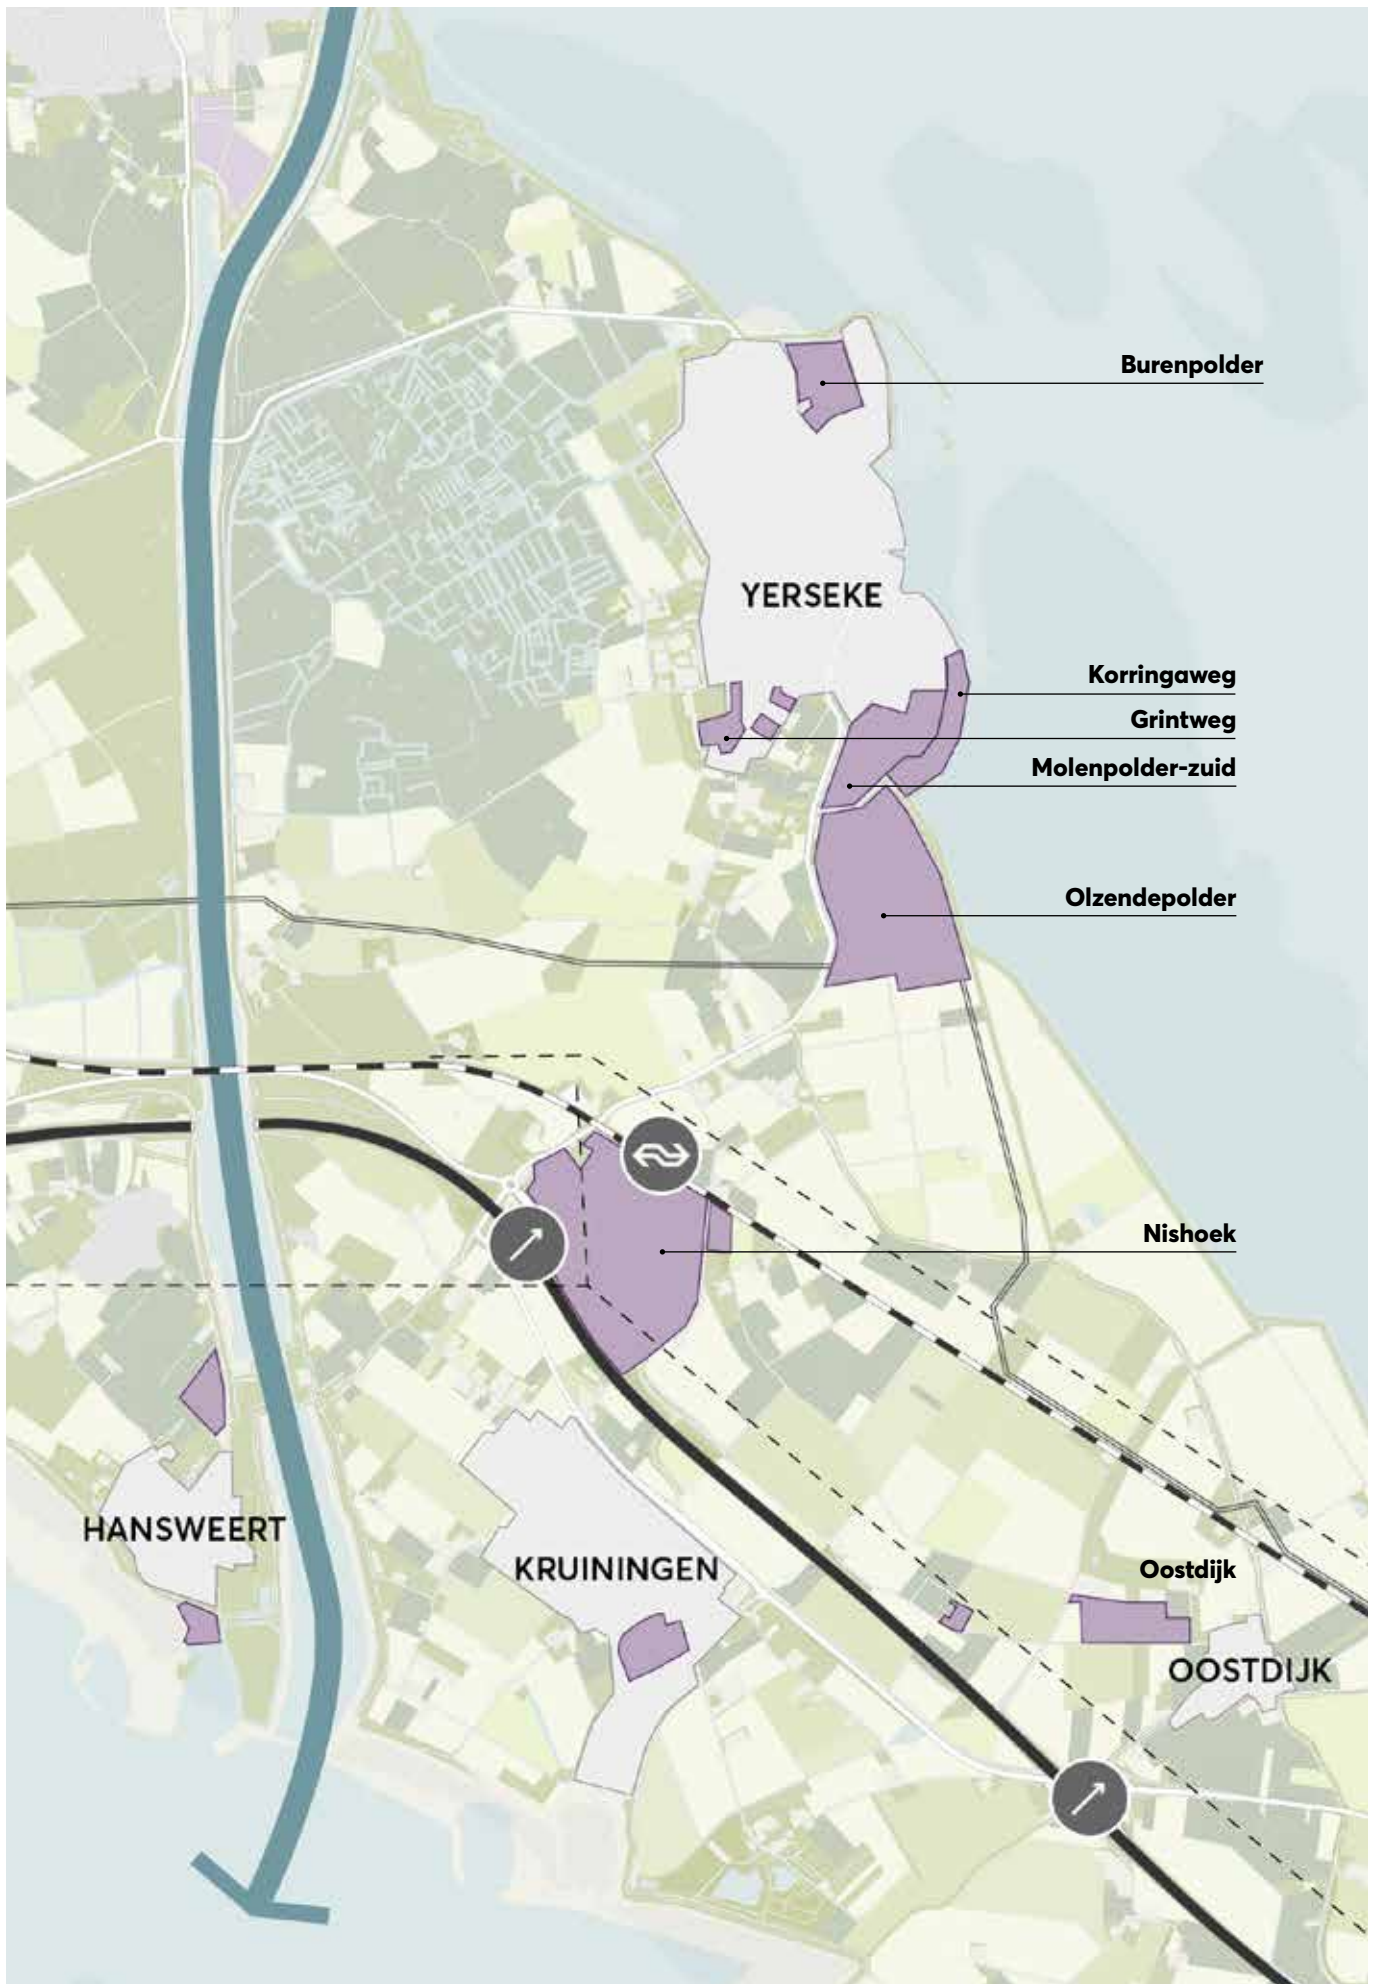 Burenpolder
YERSEKE
Korringaweg
Grintweg
Molenpolder-zuid
Olzendepolder
Nishoek
HANSWEERT
KRUININGEN
Oostdijk
OOSTDIJK